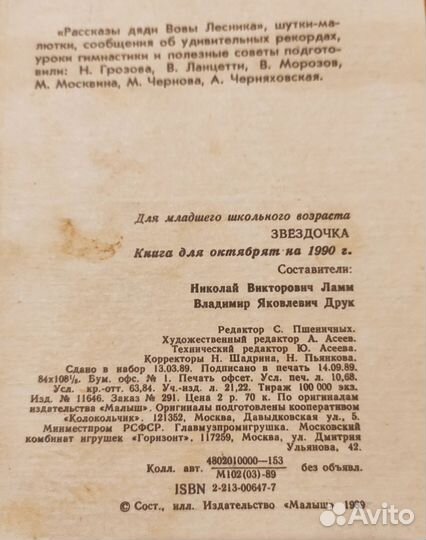 «Рассказы дяди Вовы Лесника», шутки-ма-
лютки, сообщения об удивительных рекордах,
уроки гимнастики и полезные советы подгото-
вили: Н. Грозова, В. Ланцетти, В. Морозов,
М. Москвина, М. Чернова, А. Черняховская.
Для младшего школьного возраста
ЗВЕЗДОЧКА
Книга для октябрят на 1990 г.
Составители:
Николай Викторович Ламм
Владимир Яковлевич Друк
Редактор С. Пшеничных.
Художественный редактор А. Асеев.
Технический редактор Ю. Асеева.
Корректоры Н. Шадрина, Н. Пьянкова.
Сдано в набор 13.03.89. Подписано в печать 14.09.89.
84х108¹/₈. Бум. офс. № 1. Печать офсет. Усл. печ л. 10,68.
Усл. кр.-отт. 63,84. Уч.-изд. л. 21,22. Тираж 100 000 экз.
Изд. № 11646. Заказ № 291. Цена 2 р. 70 к. По оригиналам
издательства «Малыш». Оригиналы подготовлены кооперативом
«Колокольчик». 121352, Москва, Давыдковская ул., 5.
Минместпром РСФСР. Главмузпромигрушка. Московский
комбинат игрушек «Горизонт». 117259, Москва, ул. Дмитрия
Ульянова, 42.
4802010000—153
Колл. авт. М102(03)-89 без объявл.
ISBN 2-213-00647-7
© Сост., илл. Издательство «Малыш» 1989
Avito